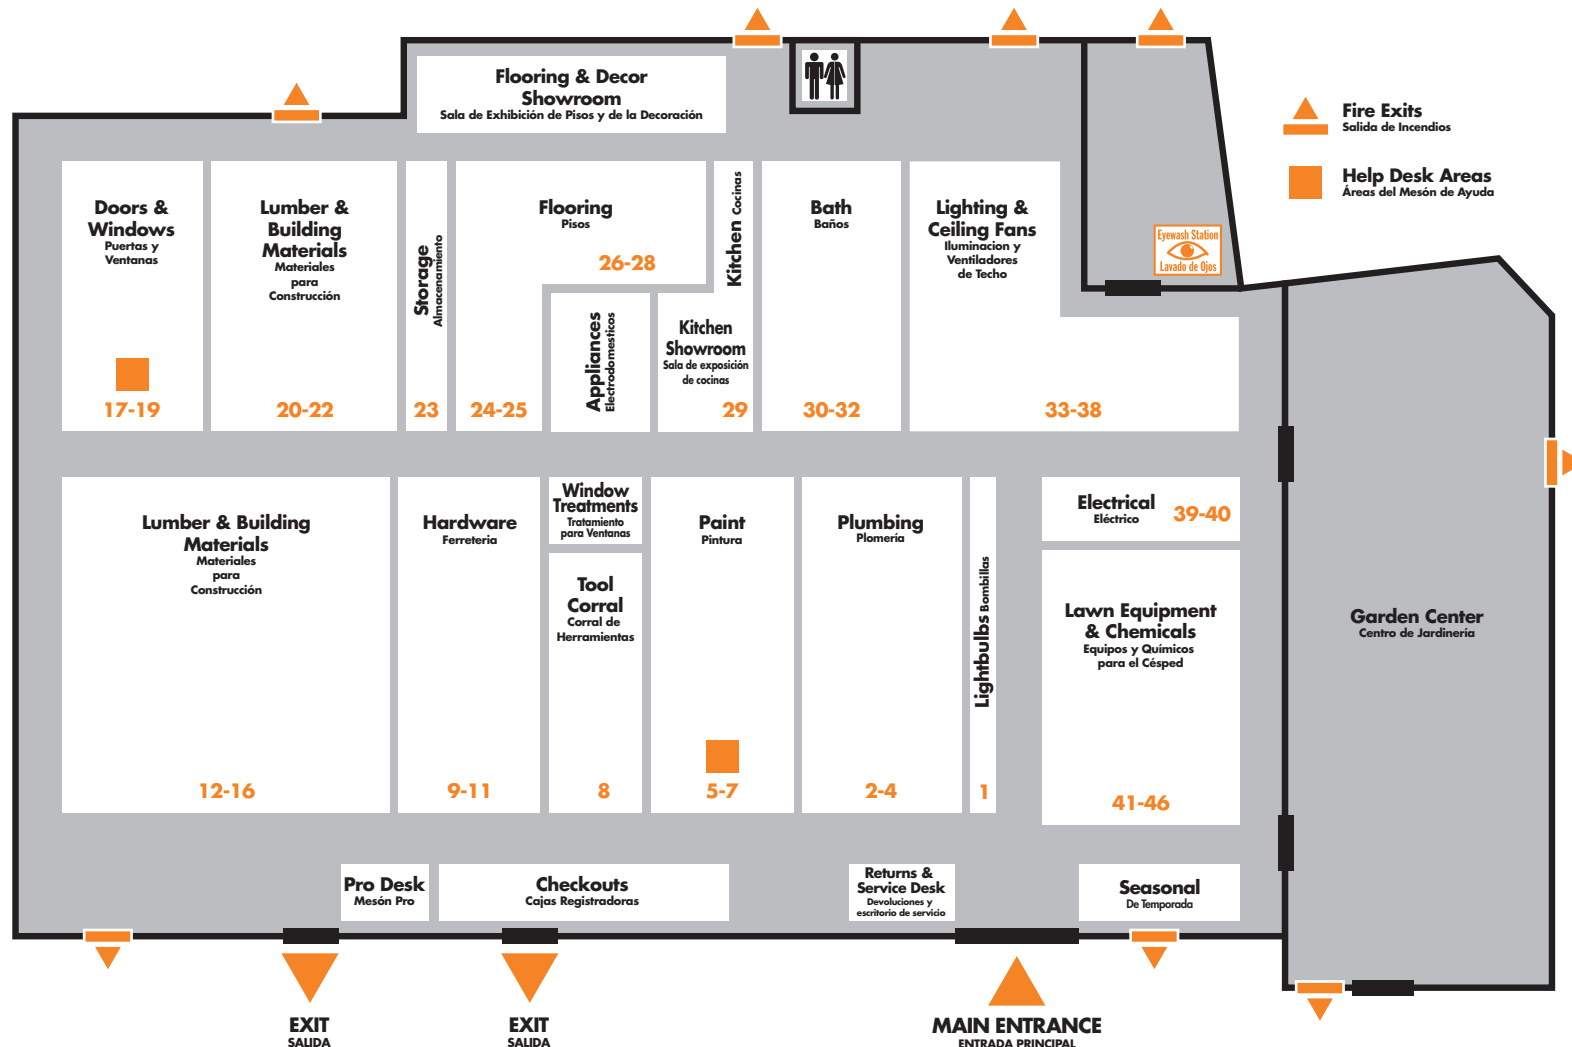 Flooring & Decor
Showroom
Sala de Exhibición de Pisos y de la Decoración
Fire Exits
Salida de Incendios
Help Desk Areas
Áreas del Mesón de Ayuda
Doors &
Windows
Puertas y
Ventanas
17-19
Lumber &
Building
Materials
Materiales
para
Construcción
20-22
Storage
Almacenamiento
23
Flooring
Pisos
26-28
24-25
Appliances
Electrodomesticos
Kitchen Cocinas
Kitchen
Showroom
Sala de exposición
de cocinas
29
Bath
Baños
30-32
Lighting &
Ceiling Fans
Iluminacion y
Ventiladores
de Techo
33-38
Eyewash Station
Lavado de Ojos
Lumber & Building
Materials
Materiales
para
Construcción
12-16
Hardware
Ferreteria
9-11
Window
Treatments
Tratamiento
para Ventanas
Tool
Corral
Corral de
Herramientas
8
Paint
Pintura
5-7
Plumbing
Plomería
2-4
Lightbulbs Bombillas
1
Electrical
Eléctrico
39-40
Lawn Equipment
& Chemicals
Equipos y Químicos
para el Césped
41-46
Garden Center
Centro de Jardinería
Pro Desk
Mesón Pro
Checkouts
Cajas Registradoras
Returns &
Service Desk
Devoluciones y
escritorio de servicio
Seasonal
De Temporada
EXIT
SALIDA
EXIT
SALIDA
MAIN ENTRANCE
ENTRADA PRINCIPAL